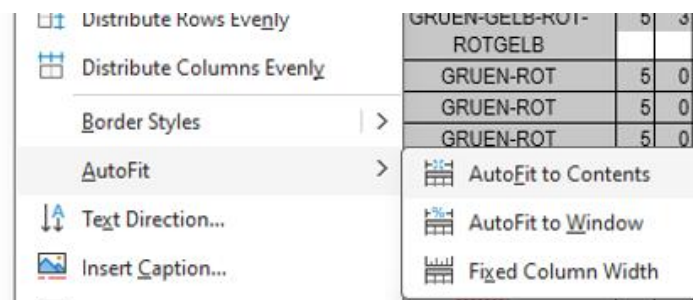 Distribute Rows Evenly
Distribute Columns Evenly
Border Styles
AutoFit
Text Direction...
Insert Caption...
GRUEN-GELB-ROT- 5 3
ROTGELB
GRUEN-ROT 5 0
GRUEN-ROT 5 0
GRUEN-ROT 5 0
AutoFit to Contents
AutoFit to Window
Fixed Column Width